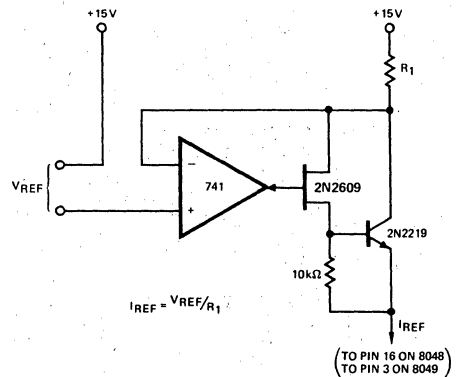 +15V
+15V
R1
−
741
+
VREF
2N2609
2N2219
10kΩ
IREF = VREF/R1
IREF
(TO PIN 16 ON 8048
TO PIN 3 ON 8049)